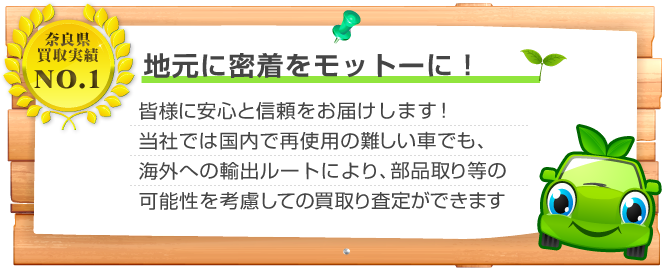 奈良県
買取実績
NO.1
地元に密着をモットーに！
皆様に安心と信頼をお届けします！
当社では国内で再使用の難しい車でも、
海外への輸出ルートにより、部品取り等の
可能性を考慮しての買取り査定ができます